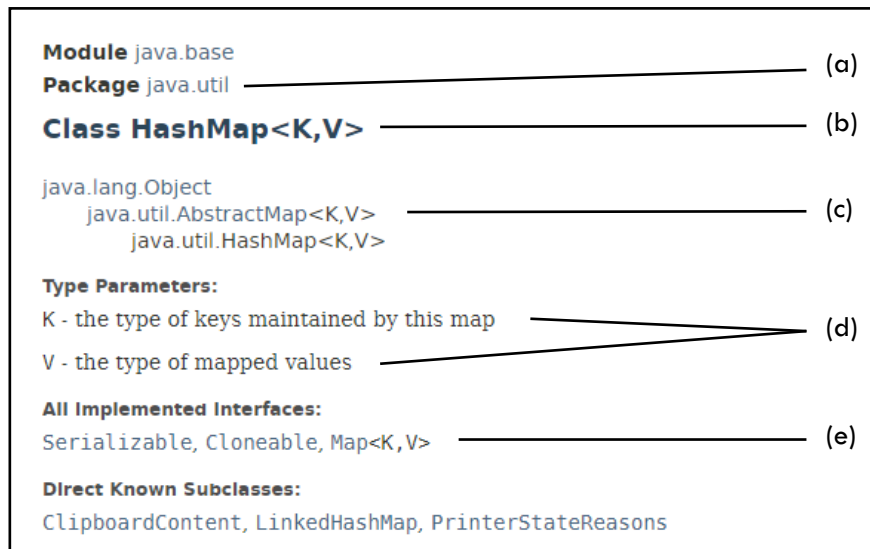 Module java.base
Package java.util
(a)
Class HashMap<K,V>
(b)
java.lang.Object
java.util.AbstractMap<K,V>
(c)
java.util.HashMap<K,V>
Type Parameters:
K - the type of keys maintained by this map
(d)
V - the type of mapped values
All Implemented Interfaces:
Serializable, Cloneable, Map<K,V>
(e)
Direct Known Subclasses:
ClipboardContent, LinkedHashMap, PrinterStateReasons